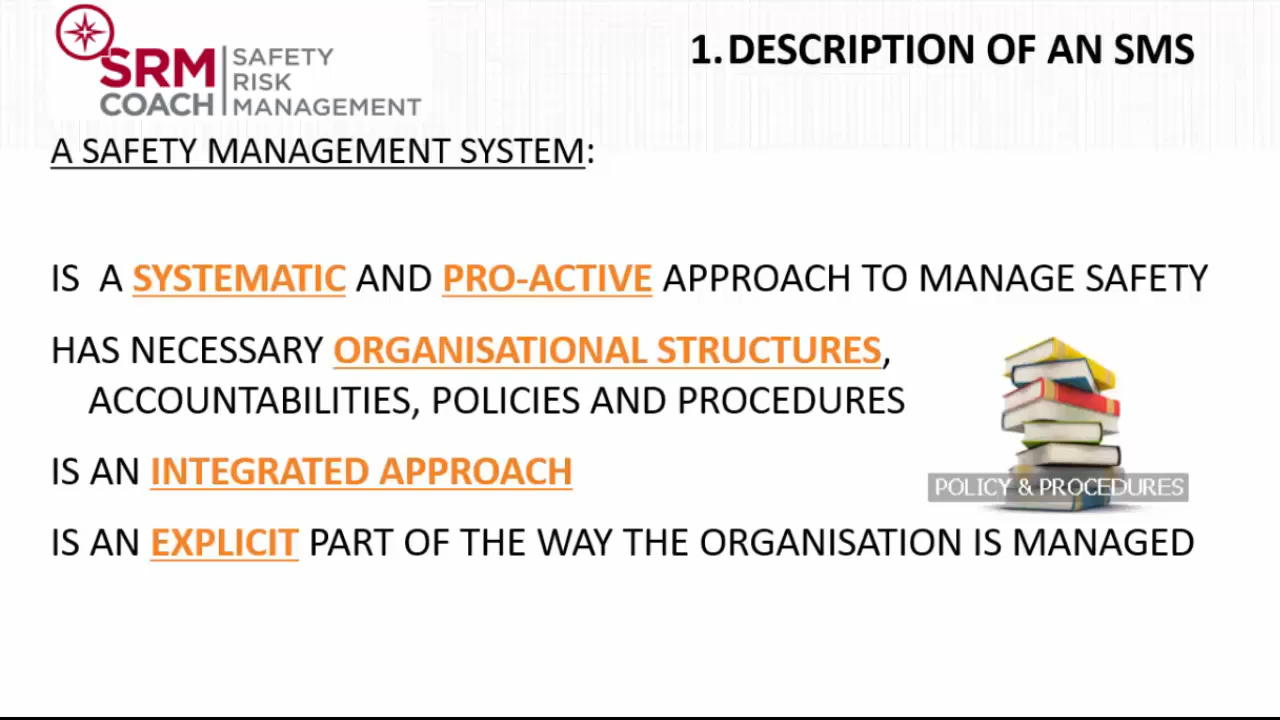 SRM COACH
SAFETY
RISK
MANAGEMENT
1. DESCRIPTION OF AN SMS
A SAFETY MANAGEMENT SYSTEM:
IS A SYSTEMATIC AND PRO-ACTIVE APPROACH TO MANAGE SAFETY
HAS NECESSARY ORGANISATIONAL STRUCTURES,
ACCOUNTABILITIES, POLICIES AND PROCEDURES
IS AN INTEGRATED APPROACH
POLICY & PROCEDURES
IS AN EXPLICIT PART OF THE WAY THE ORGANISATION IS MANAGED